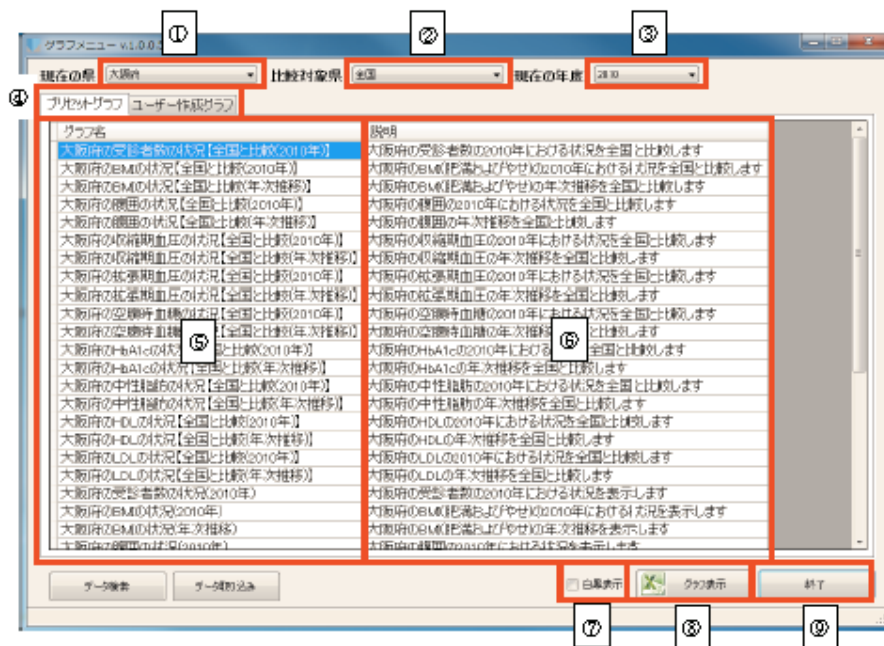 ① ② ③
グラフメニュー v.1.0.0.
現在の県 大阪府 比較対象県 全国 現在の年度 2010
④
プリセットグラフ ユーザー作成グラフ
グラフ名 説明
大阪府の受診者数の状況【全国と比較(2010年)】 大阪府の受診者数の2010年における状況を全国と比較します
大阪府のBMIの状況【全国と比較(2010年)】 大阪府のBMI(肥満およびやせ)の2010年における状況を全国と比較します
大阪府のBMIの状況【全国と比較(年次推移)】 大阪府のBMI(肥満およびやせ)の年次推移を全国と比較します
大阪府の腹囲の状況【全国と比較(2010年)】 大阪府の腹囲の2010年における状況を全国と比較します
大阪府の腹囲の状況【全国と比較(年次推移)】 大阪府の腹囲の年次推移を全国と比較します
大阪府の収縮期血圧の状況【全国と比較(2010年)】 大阪府の収縮期血圧の2010年における状況を全国と比較します
大阪府の収縮期血圧の状況【全国と比較(年次推移)】 大阪府の収縮期血圧の年次推移を全国と比較します
大阪府の拡張期血圧の状況【全国と比較(2010年)】 大阪府の拡張期血圧の2010年における状況を全国と比較します
大阪府の拡張期血圧の状況【全国と比較(年次推移)】 大阪府の拡張期血圧の年次推移を全国と比較します
大阪府の空腹時血糖の状況【全国と比較(2010年)】 大阪府の空腹時血糖の2010年における状況を全国と比較します
大阪府の空腹時血糖 ⑤ 状況【全国と比較(年次推移)】 大阪府の空腹時血糖の年次推移 ⑥ 全国と比較します
大阪府のHbA1cの状況【全国と比較(2010年)】 大阪府のHbA1cの2010年における 全国と比較します
大阪府のHbA1cの状況【全国と比較(年次推移)】 大阪府のHbA1cの年次推移を全国と比較します
大阪府の中性脂肪の状況【全国と比較(2010年)】 大阪府の中性脂肪の2010年における状況を全国と比較します
大阪府の中性脂肪の状況【全国と比較(年次推移)】 大阪府の中性脂肪の年次推移を全国と比較します
大阪府のHDLの状況【全国と比較(2010年)】 大阪府のHDLの2010年における状況を全国と比較します
大阪府のHDLの状況【全国と比較(年次推移)】 大阪府のHDLの年次推移を全国と比較します
大阪府のLDLの状況【全国と比較(2010年)】 大阪府のLDLの2010年における状況を全国と比較します
大阪府のLDLの状況【全国と比較(年次推移)】 大阪府のLDLの年次推移を全国と比較します
大阪府の受診者数の状況(2010年) 大阪府の受診者数の2010年における状況を表示します
大阪府のBMIの状況(2010年) 大阪府のBMI(肥満およびやせ)の2010年における状況を表示します
大阪府のBMIの状況(年次推移) 大阪府のBMI(肥満およびやせ)の年次推移を表示します
大阪府の腹囲の状況(2010年) 大阪府の腹囲の2010年における状況を表示します
データ検索 データ取り込み 白黒表示 グラフ表示 終了
⑦ ⑧ ⑨